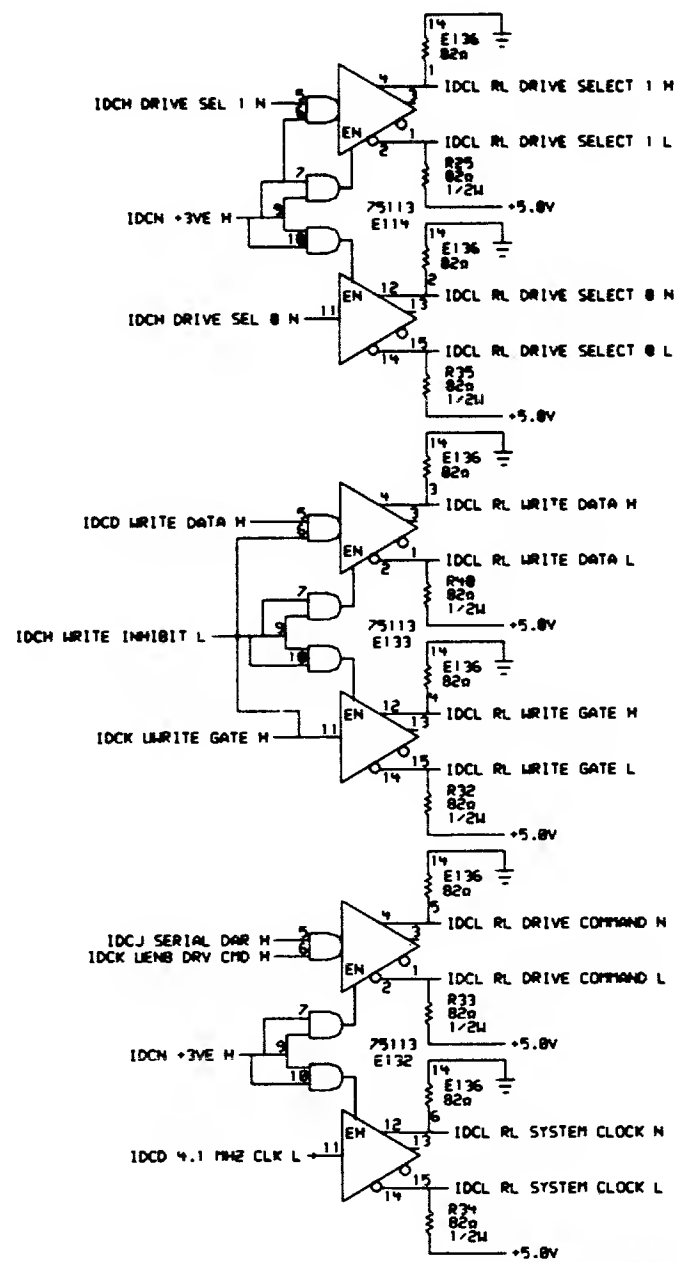 14
E136
82Ω
1
4
IDCL RL DRIVE SELECT 1 H
3
5
IDCH DRIVE SEL 1 N
EN
1
2
IDCL RL DRIVE SELECT 1 L
R25
82Ω
1/2W
+5.0V
7
9
IDCN +3VE H
10
75113
E114
14
E136
82Ω
2
EN
12
IDCL RL DRIVE SELECT 0 N
13
11
IDCH DRIVE SEL 0 N
15
14
IDCL RL DRIVE SELECT 0 L
R35
82Ω
1/2W
+5.0V
14
E136
82Ω
3
4
IDCL RL WRITE DATA H
3
5
IDCD WRITE DATA H
EN
1
2
IDCL RL WRITE DATA L
R40
82Ω
1/2W
+5.0V
7
9
IDCH WRITE INHIBIT L
10
75113
E133
14
E136
82Ω
4
EN
12
IDCL RL WRITE GATE H
13
11
IDCK UWRITE GATE H
15
14
IDCL RL WRITE GATE L
R32
82Ω
1/2W
+5.0V
14
E136
82Ω
5
4
IDCL RL DRIVE COMMAND N
3
5
IDCJ SERIAL DAR H
6
IDCK UENB DRV CMD H
EN
1
2
IDCL RL DRIVE COMMAND L
R33
82Ω
1/2W
+5.0V
7
9
IDCN +3VE H
10
75113
E132
14
E136
82Ω
6
EN
12
IDCL RL SYSTEM CLOCK N
13
11
IDCD 4.1 MHZ CLK L
15
14
IDCL RL SYSTEM CLOCK L
R34
82Ω
1/2W
+5.0V